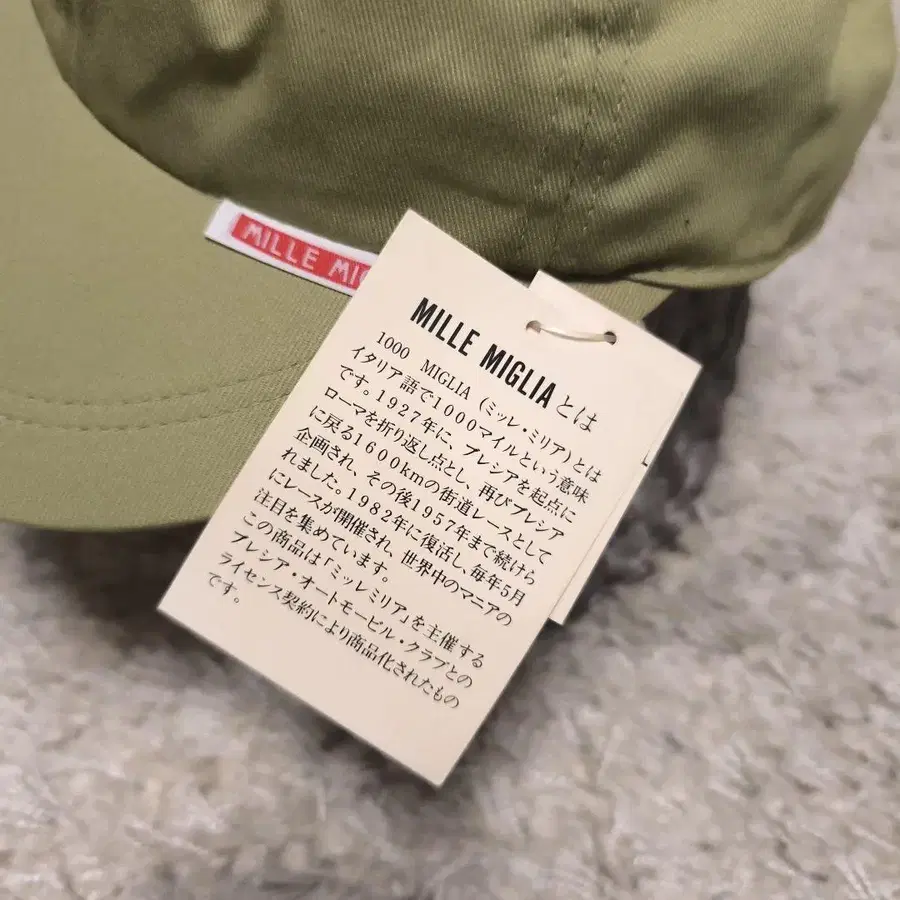 MILLE MIG
MILLE MIGLIAとは
1000 MIGLIA (ミッレ・ミリア)とは
イタリア語で1000マイルという意味
です。1927年に、ブレシアを起点に
ローマを折り返し点とし、再びブレシア
に戻る1600kmの街道レースとして
企画され、その後1957年まで続けら
れました。1982年に復活し、毎年5月
にレースが開催され、世界中のマニアの
注目を集めています。
この商品は「ミッレミリア」を主催する
ブレシア・オートモービル・クラブとの
ライセンス契約により商品化されたもの
です。